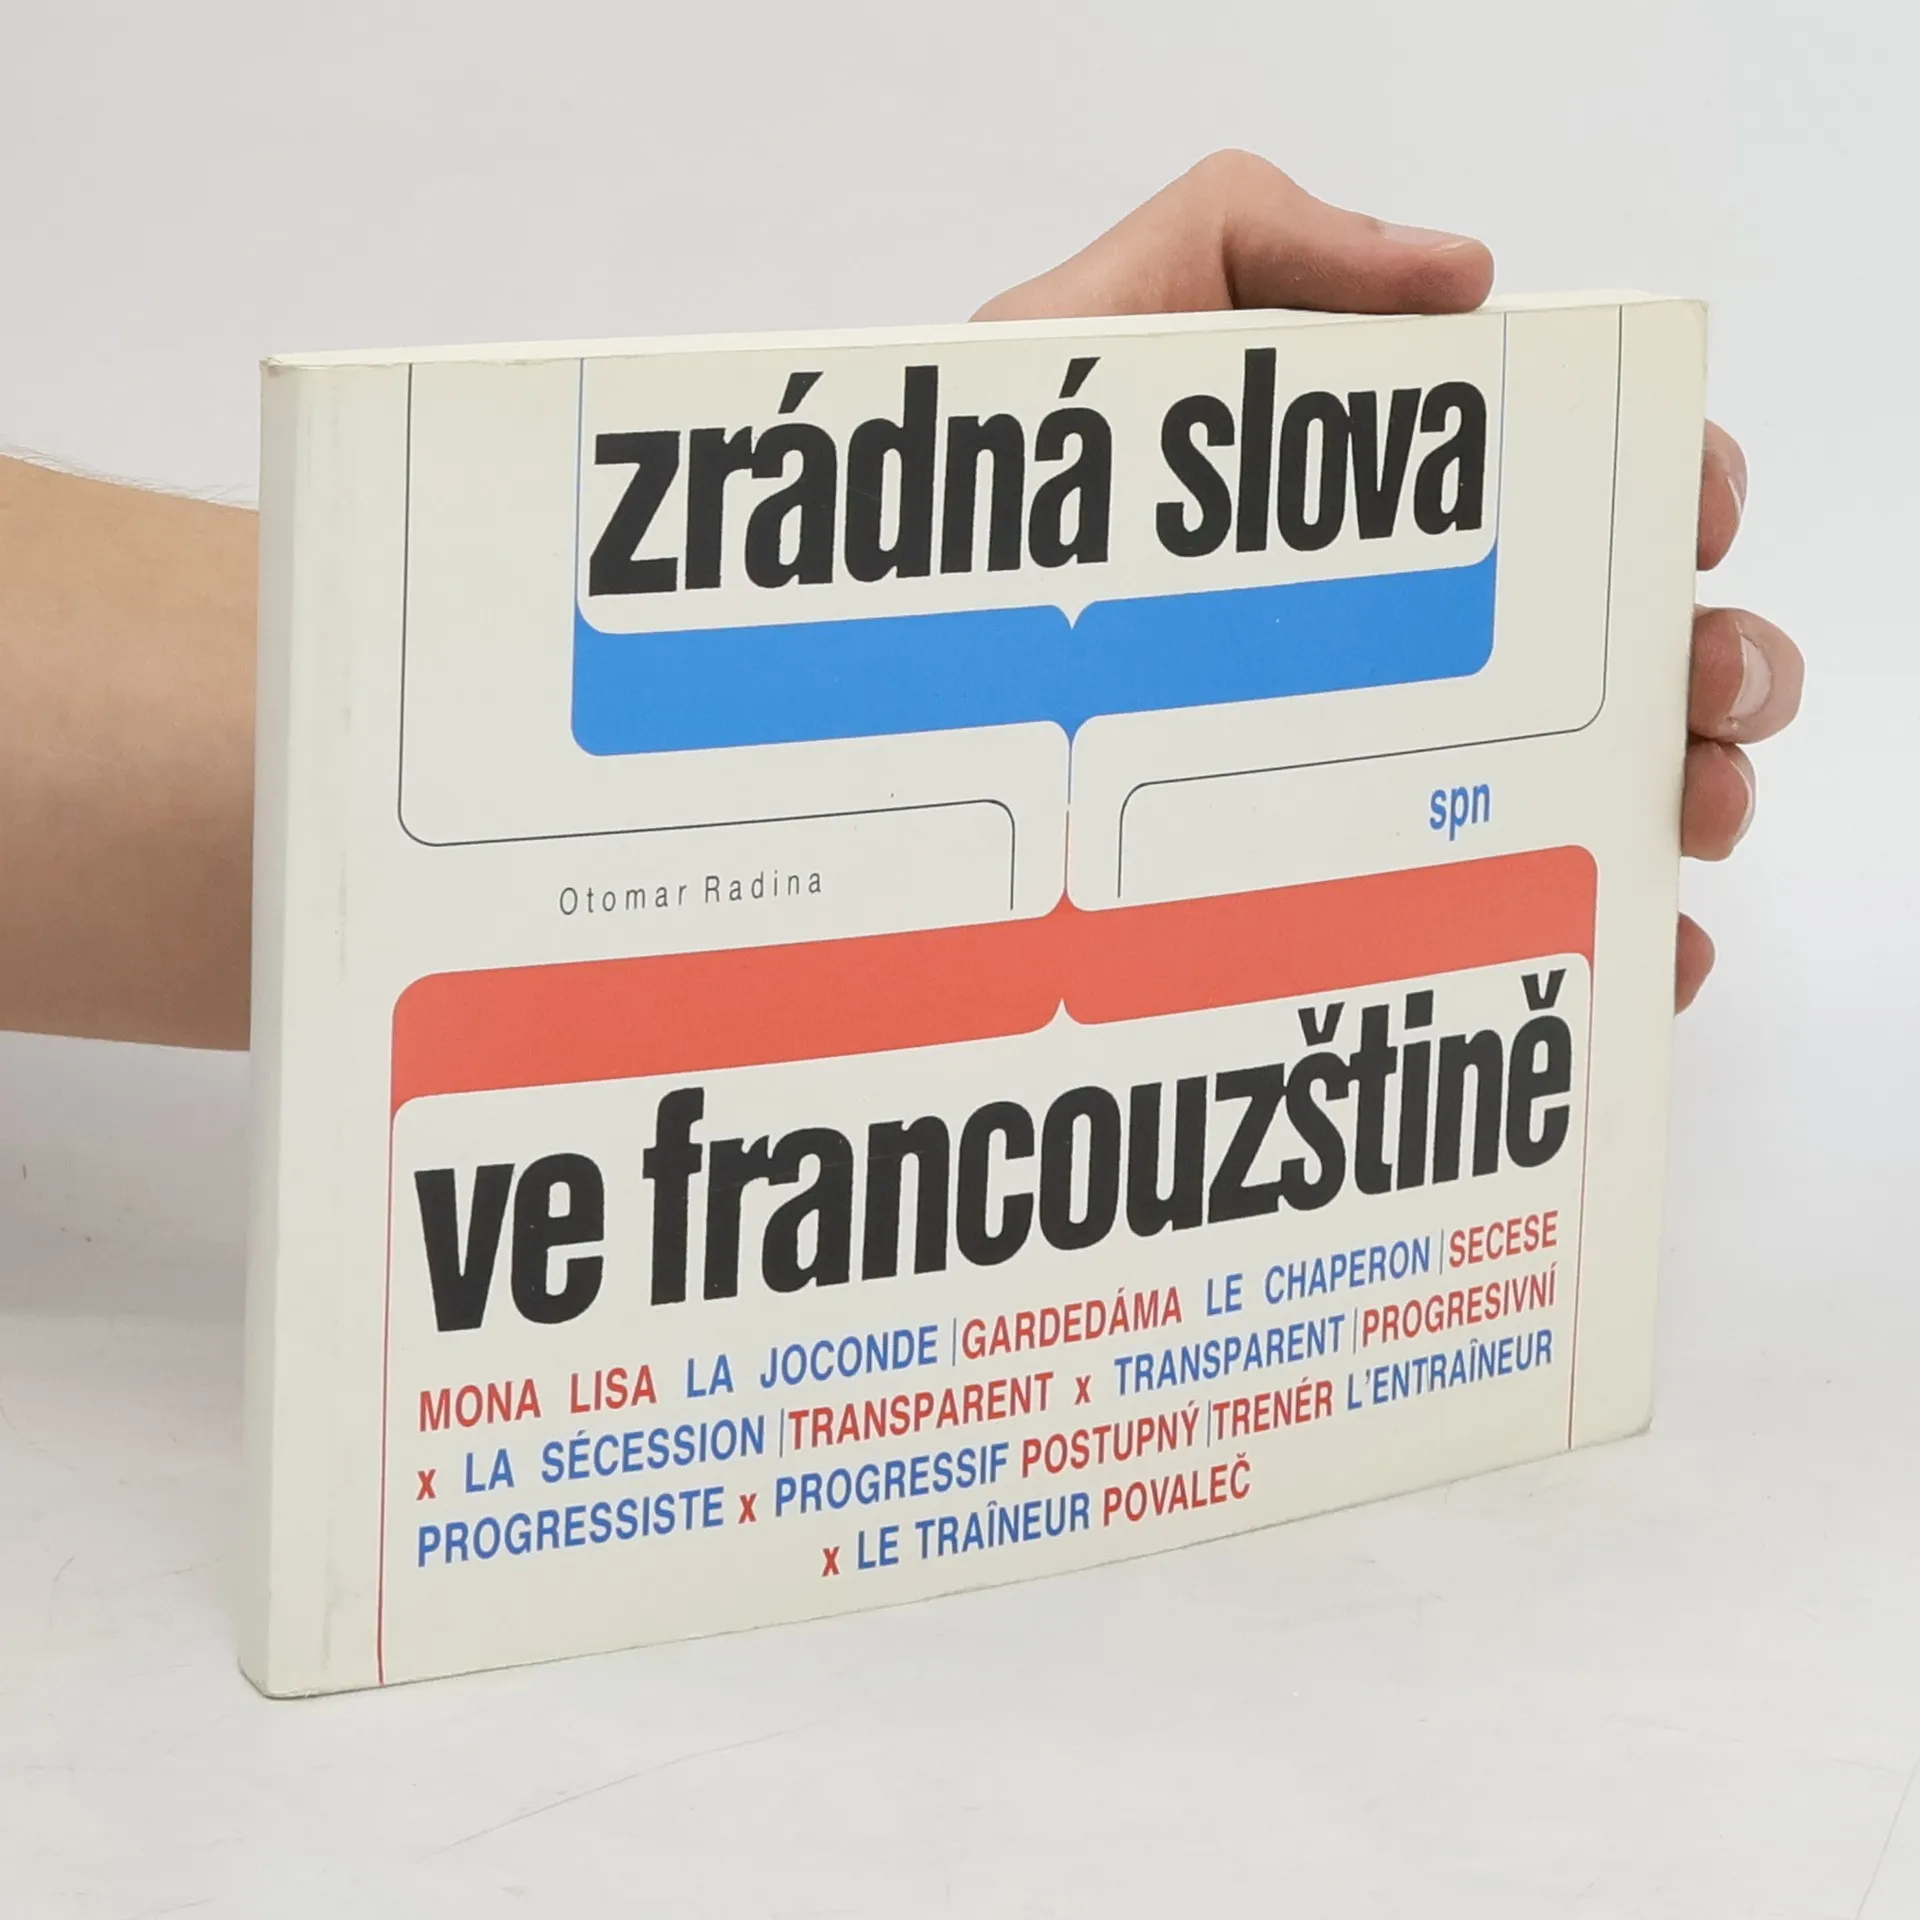 zrádná slova
spn
Otomar Radina
ve francouzštině
MONA LISA LA JOCONDE | GARDEDÁMA LE CHAPERON | SECESE
x LA SÉCESSION | TRANSPARENT x TRANSPARENT | PROGRESIVNÍ
PROGRESSISTE x PROGRESSIF POSTUPNÝ | TRENÉR L'ENTRAÎNEUR
x LE TRAÎNEUR POVALEČ